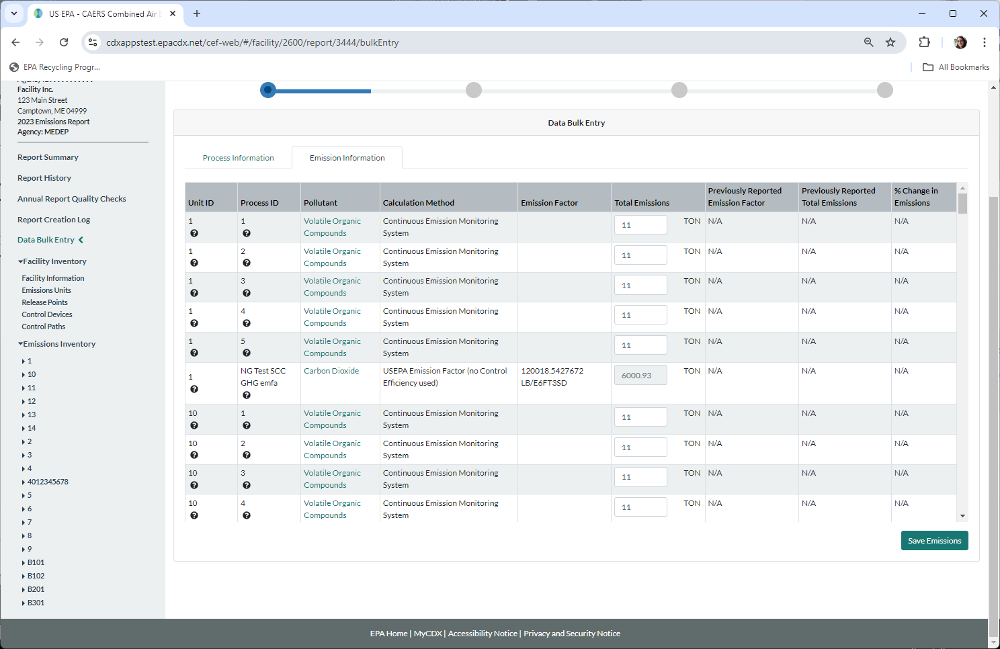 US EPA - CAERS Combined Air E
cdxappstest.epacdx.net/cef-web/#/facility/2600/report/3444/bulkEntry
EPA Recycling Progr...
All Bookmarks
Facility Inc.
123 Main Street
Camptown, ME 04999
2023 Emissions Report
Agency: MEDEP
Report Summary
Report History
Annual Report Quality Checks
Report Creation Log
Data Bulk Entry
Facility Inventory
Facility Information
Emissions Units
Release Points
Control Devices
Control Paths
Emissions Inventory
1
10
11
12
13
14
2
3
4
4012345678
5
6
7
8
9
B101
B102
B201
B301
Data Bulk Entry
Process Information
Emission Information
Unit ID Process ID Pollutant Calculation Method Emission Factor Total Emissions Previously Reported Emission Factor Previously Reported Total Emissions % Change in Emissions
1 1 Volatile Organic Compounds Continuous Emission Monitoring System 11 TON N/A N/A N/A
1 2 Volatile Organic Compounds Continuous Emission Monitoring System 11 TON N/A N/A N/A
1 3 Volatile Organic Compounds Continuous Emission Monitoring System 11 TON N/A N/A N/A
1 4 Volatile Organic Compounds Continuous Emission Monitoring System 11 TON N/A N/A N/A
1 5 Volatile Organic Compounds Continuous Emission Monitoring System 11 TON N/A N/A N/A
1 NG Test SCC GHG emfa Carbon Dioxide USEPA Emission Factor (no Control Efficiency used) 120018.5427672 LB/E6FT3SD 6000.93 TON N/A N/A N/A
10 1 Volatile Organic Compounds Continuous Emission Monitoring System 11 TON N/A N/A N/A
10 2 Volatile Organic Compounds Continuous Emission Monitoring System 11 TON N/A N/A N/A
10 3 Volatile Organic Compounds Continuous Emission Monitoring System 11 TON N/A N/A N/A
10 4 Volatile Organic Compounds Continuous Emission Monitoring System 11 TON N/A N/A N/A
Save Emissions
EPA Home | MyCDX | Accessibility Notice | Privacy and Security Notice